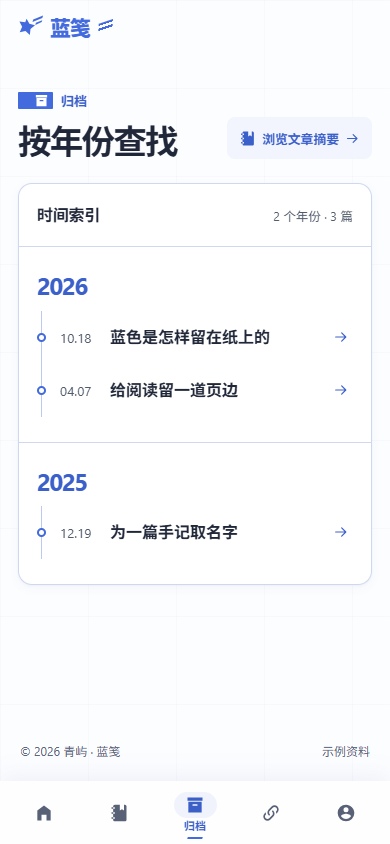 蓝笺
归档
按年份查找
浏览文章摘要
时间索引
2 个年份 · 3 篇
2026
10.18 蓝色是怎样留在纸上的
04.07 给阅读留一道页边
2025
12.19 为一篇手记取名字
© 2026 青屿 · 蓝笺
示例资料
归档